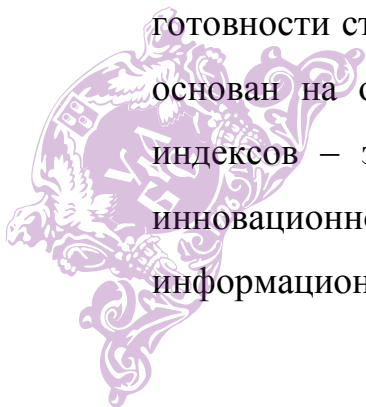 готовности ст
основан на о
индексов – э
инновационно
информацион